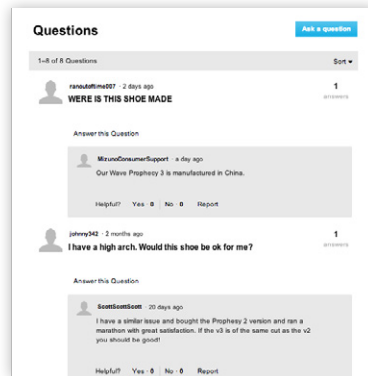 Questions
Ask a question
1–8 of 8 Questions
Sort
ranoutoftime007 · 2 days ago
WERE IS THIS SHOE MADE
1
answers
Answer this Question
MizunoConsumerSupport · a day ago
Our Wave Prophecy 3 is manufactured in China.
Helpful? Yes · 0 No · 0 Report
johnny342 · 2 months ago
I have a high arch. Would this shoe be ok for me?
1
answers
Answer this Question
ScottScottScott 20 days ago
I have a similar issue and bought the Prophesy 2 version and ran a
marathon with great satisfaction. If the v3 is of the same cut as the v2
you should be good!
Helpful? Yes · 0 No · 0 Report